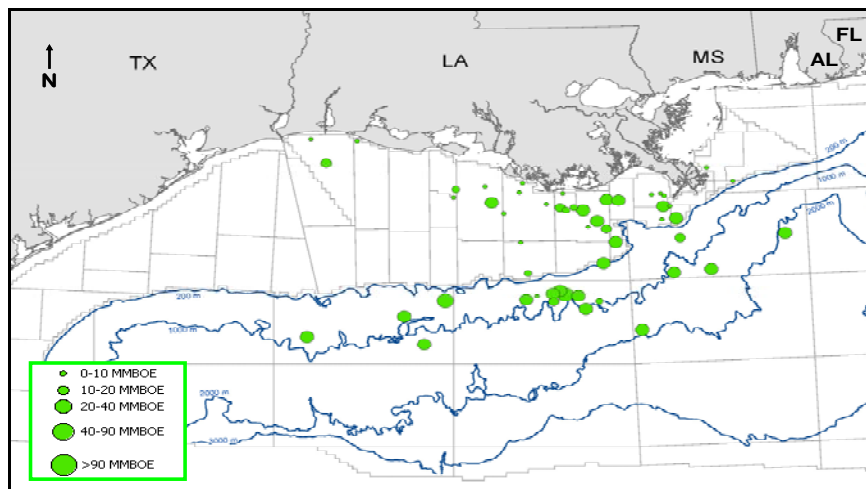 FL
TX
LA
MS
AL
N
200 m
1000 m
2000 m
200 m
1000 m
2000 m
3000 m
0-10 MMBOE
10-20 MMBOE
20-40 MMBOE
40-90 MMBOE
>90 MMBOE